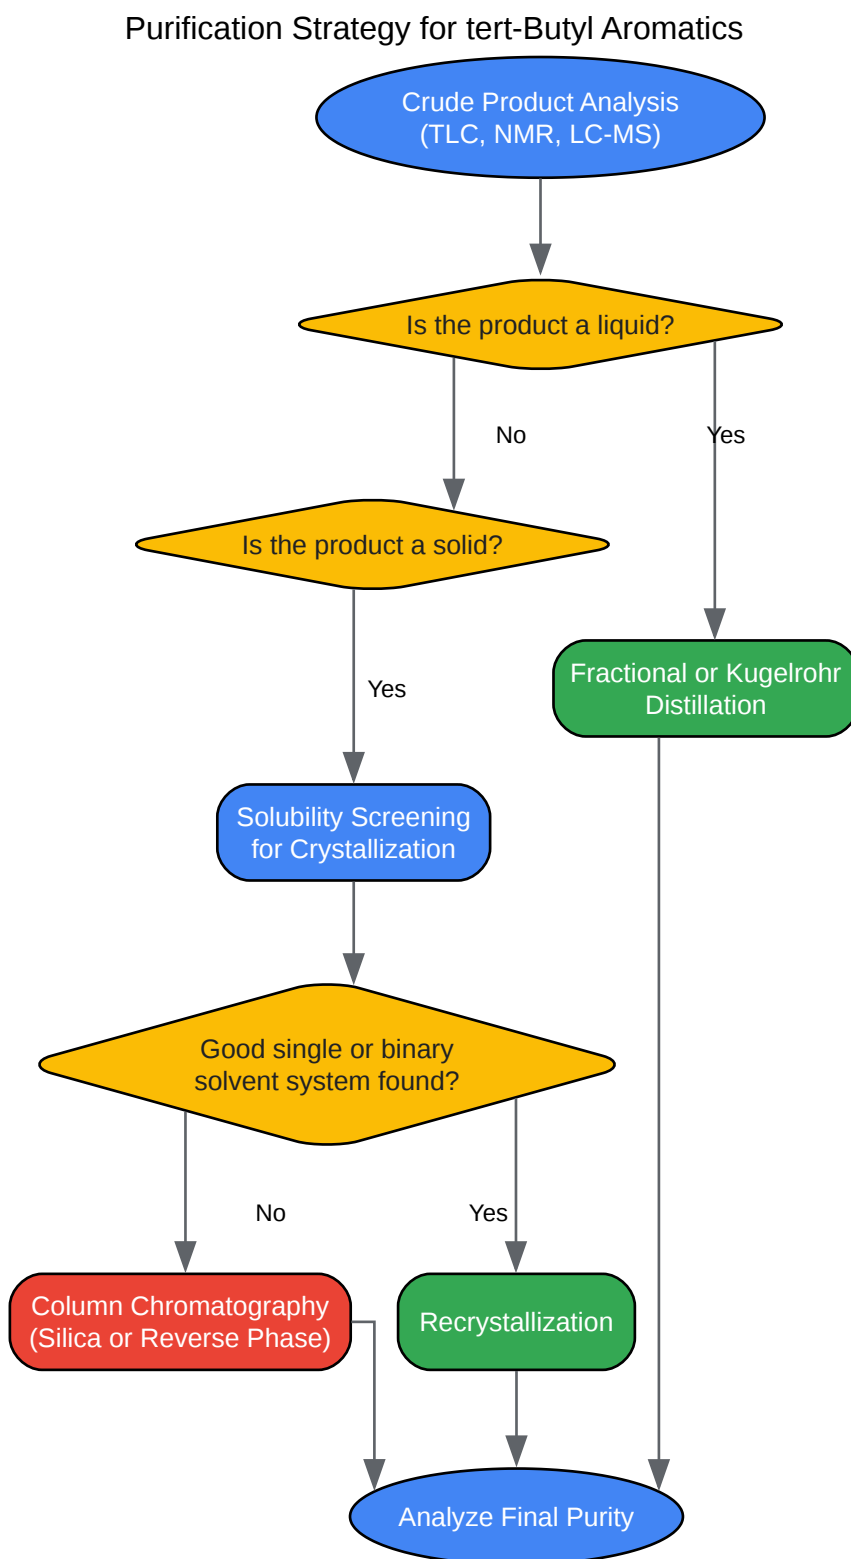 Purification Strategy for tert-Butyl Aromatics
Crude Product Analysis
(TLC, NMR, LC-MS)
Is the product a liquid?
No
Yes
Is the product a solid?
Fractional or Kugelrohr
Distillation
Yes
Solubility Screening
for Crystallization
Good single or binary
solvent system found?
No
Yes
Column Chromatography
(Silica or Reverse Phase)
Recrystallization
Analyze Final Purity